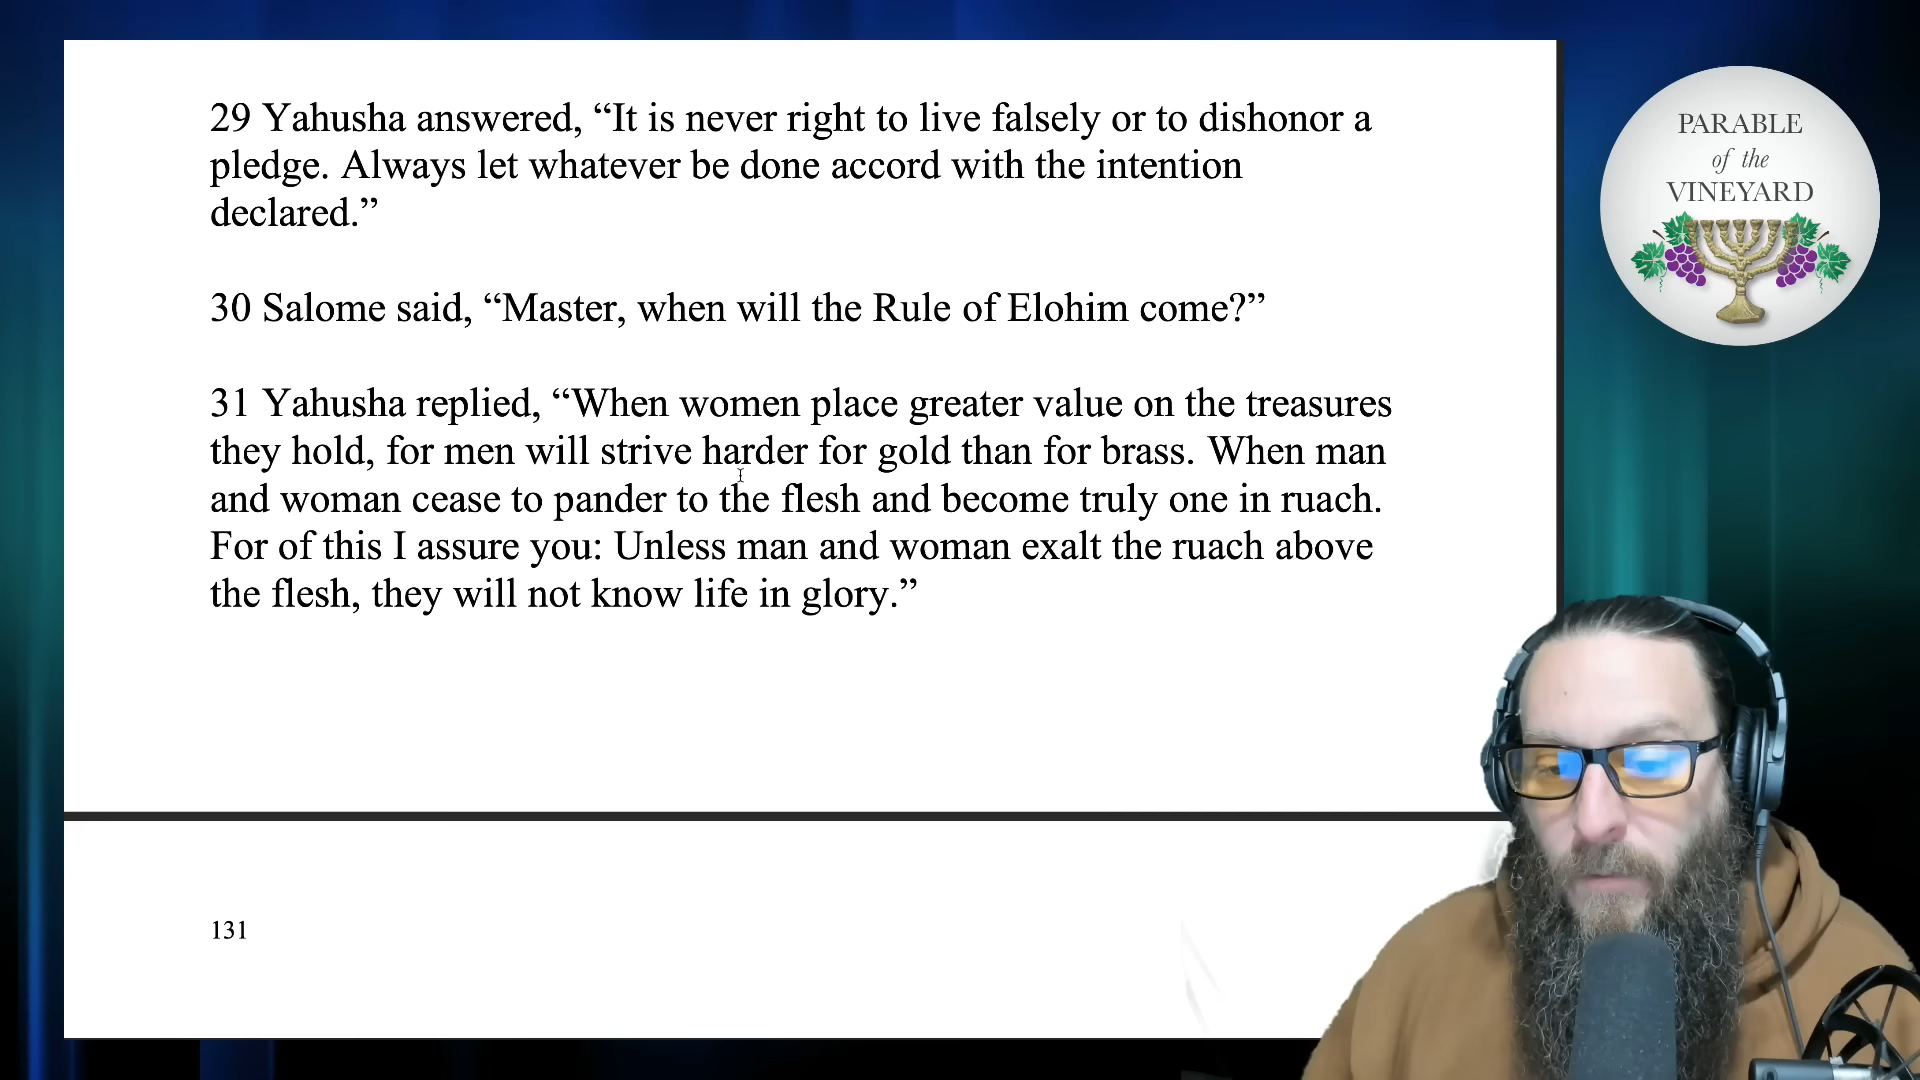 29 Yahusha answered, “It is never right to live falsely or to dishonor a
pledge. Always let whatever be done accord with the intention
declared.”
30 Salome said, “Master, when will the Rule of Elohim come?”
31 Yahusha replied, “When women place greater value on the treasures
they hold, for men will strive harder for gold than for brass. When man
and woman cease to pander to the flesh and become truly one in ruach.
For of this I assure you: Unless man and woman exalt the ruach above
the flesh, they will not know life in glory.”
131
PARABLE
of the
VINEYARD